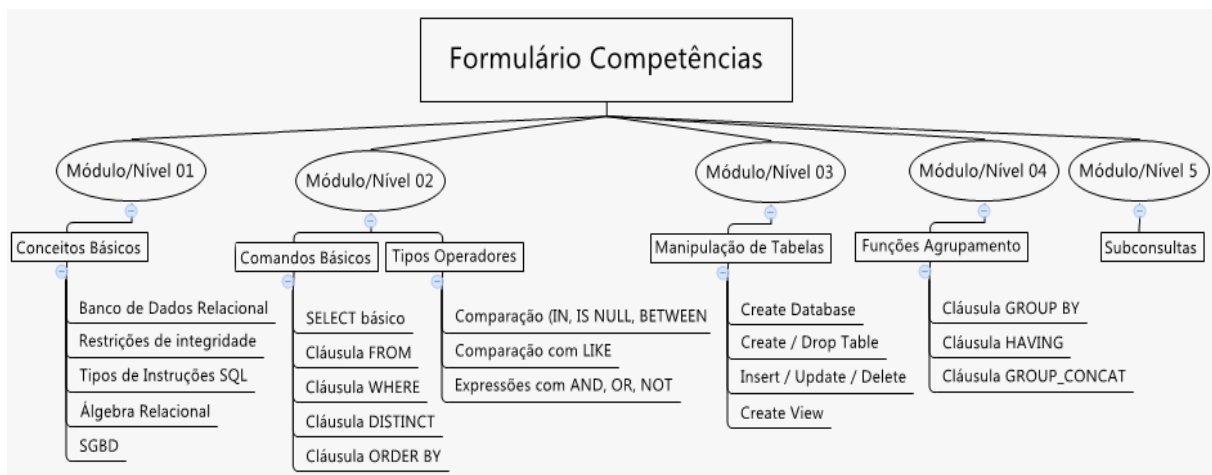 Formulário Competências
Módulo/Nível 01
Módulo/Nível 02
Módulo/Nível 03
Módulo/Nível 04
Módulo/Nível 5
Conceitos Básicos
Banco de Dados Relacional
Restrições de integridade
Tipos de Instruções SQL
Álgebra Relacional
SGBD
Comandos Básicos
SELECT básico
Cláusula FROM
Cláusula WHERE
Cláusula DISTINCT
Cláusula ORDER BY
Tipos Operadores
Comparação (IN, IS NULL, BETWEEN
Comparação com LIKE
Expressões com AND, OR, NOT
Manipulação de Tabelas
Create Database
Create / Drop Table
Insert / Update / Delete
Create View
Funções Agrupamento
Cláusula GROUP BY
Cláusula HAVING
Cláusula GROUP_CONCAT
Subconsultas